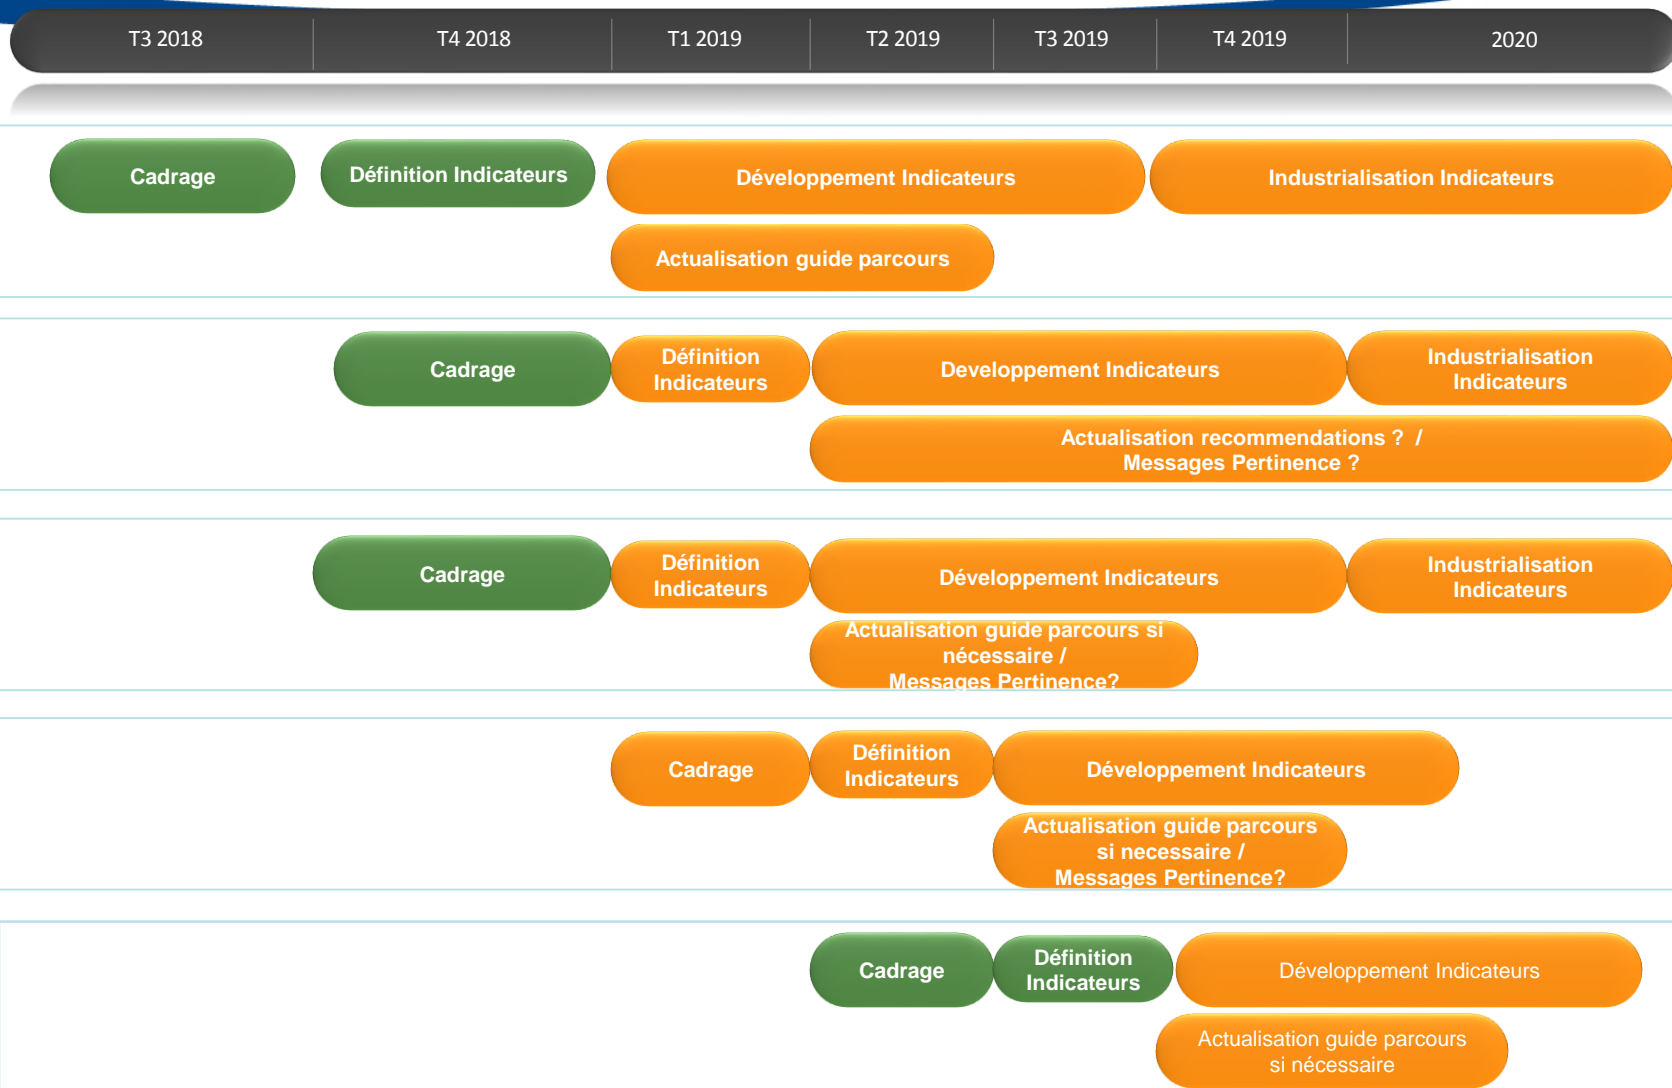 T3 2018
T4 2018
T1 2019
T2 2019
T3 2019
T4 2019
2020
Cadrage
Définition Indicateurs
Développement Indicateurs
Industrialisation Indicateurs
Actualisation guide parcours
Cadrage
Définition
Indicateurs
Developpement Indicateurs
Industrialisation
Indicateurs
Actualisation recommendations ? /
Messages Pertinence ?
Cadrage
Définition
Indicateurs
Développement Indicateurs
Industrialisation
Indicateurs
Actualisation guide parcours si
nécessaire /
Messages Pertinence?
Cadrage
Définition
Indicateurs
Développement Indicateurs
Actualisation guide parcours
si necessaire /
Messages Pertinence?
Cadrage
Définition
Indicateurs
Développement Indicateurs
Actualisation guide parcours
si nécessaire